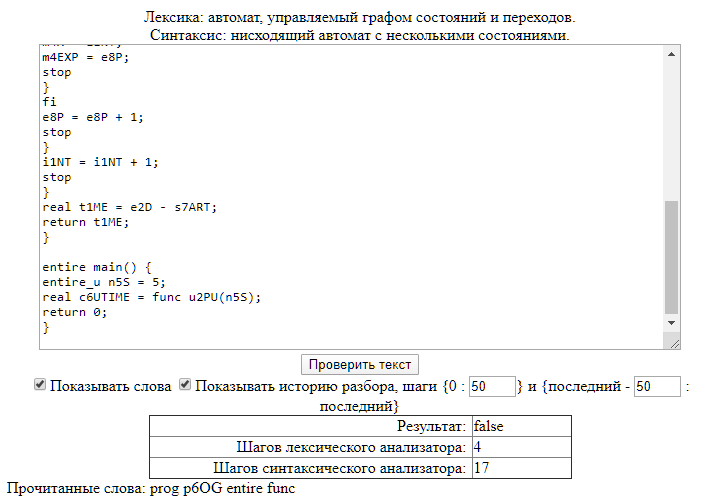 Лексика: автомат, управляемый графом состояний и переходов.
Синтаксис: нисходящий автомат с несколькими состояниями.
m4EXP = e8P;
stop
}
fi
e8P = e8P + 1;
stop
}
i1NT = i1NT + 1;
stop
}
real t1ME = e2D - s7ART;
return t1ME;
}
entire main() {
entire_u n5S = 5;
real c6UTIME = func u2PU(n5S);
return 0;
}
Проверить текст
Показывать слова Показывать историю разбора, шаги {0 : 50 } и {последний - 50 :
последний}
Результат: false
Шагов лексического анализатора: 4
Шагов синтаксического анализатора: 17
Прочитанные слова: prog p6OG entire func